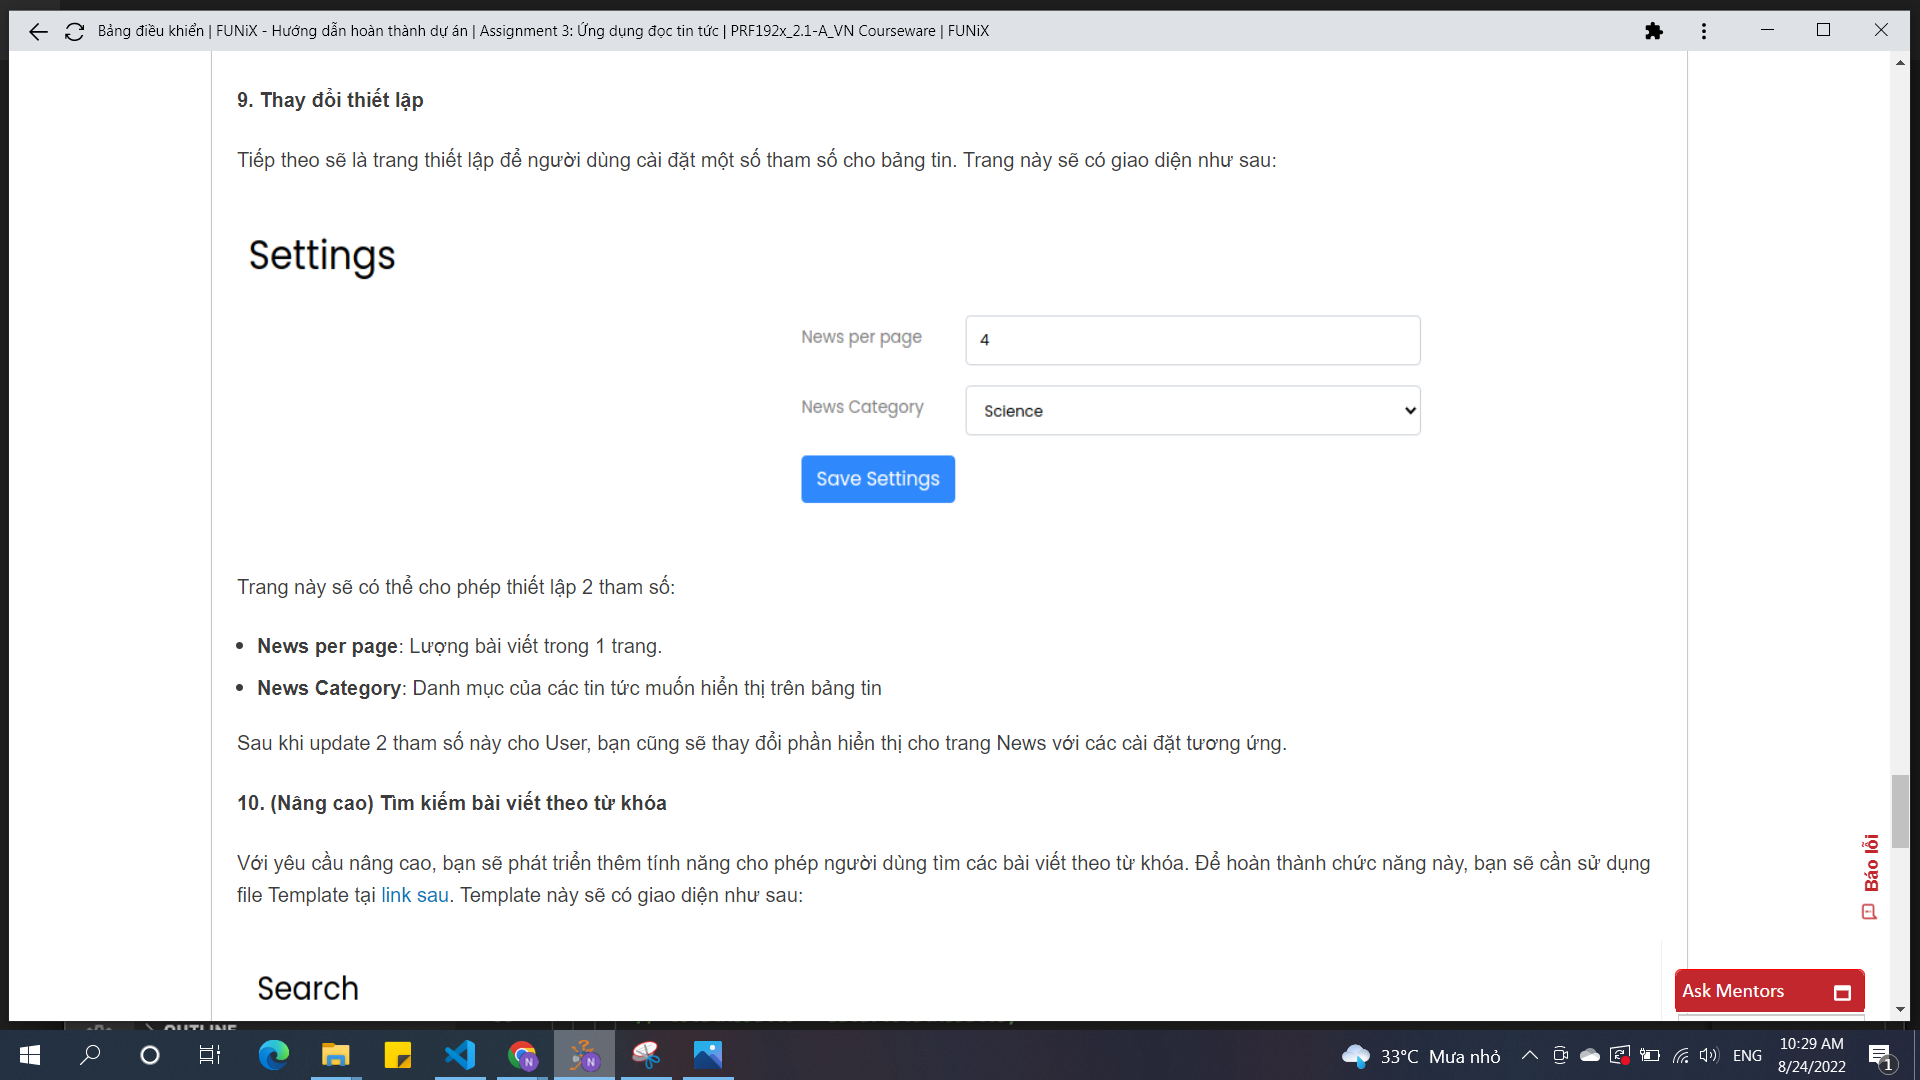 Bảng điều khiển | FUNiX - Hướng dẫn hoàn thành dự án | Assignment 3: Ứng dụng đọc tin tức | PRF192x_2.1-A_VN Courseware | FUNiX
9. Thay đổi thiết lập
Tiếp theo sẽ là trang thiết lập để người dùng cài đặt một số tham số cho bảng tin. Trang này sẽ có giao diện như sau:
Settings
News per page
4
News Category
Science
Save Settings
Trang này sẽ có thể cho phép thiết lập 2 tham số:
• News per page: Lượng bài viết trong 1 trang.
• News Category: Danh mục của các tin tức muốn hiển thị trên bảng tin
Sau khi update 2 tham số này cho User, bạn cũng sẽ thay đổi phần hiển thị cho trang News với các cài đặt tương ứng.
10. (Nâng cao) Tìm kiếm bài viết theo từ khóa
Với yêu cầu nâng cao, bạn sẽ phát triển thêm tính năng cho phép người dùng tìm các bài viết theo từ khóa. Để hoàn thành chức năng này, bạn sẽ cần sử dụng
file Template tại link sau. Template này sẽ có giao diện như sau:
Search
Báo lỗi
Ask Mentors
OUTLINE
N
N
33°C Mưa nhỏ
ENG
10:29 AM
8/24/2022
1